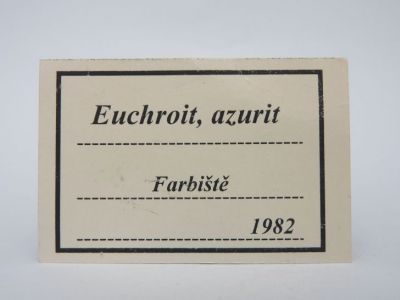 Euchroit, azurit
Farbiště
1982